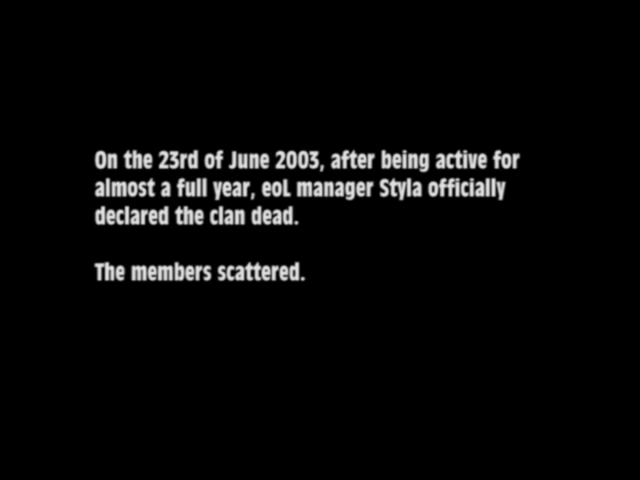 On the 23rd of June 2003, after being active for
almost a full year, eoL manager Styla officially
declared the clan dead.
The members scattered.